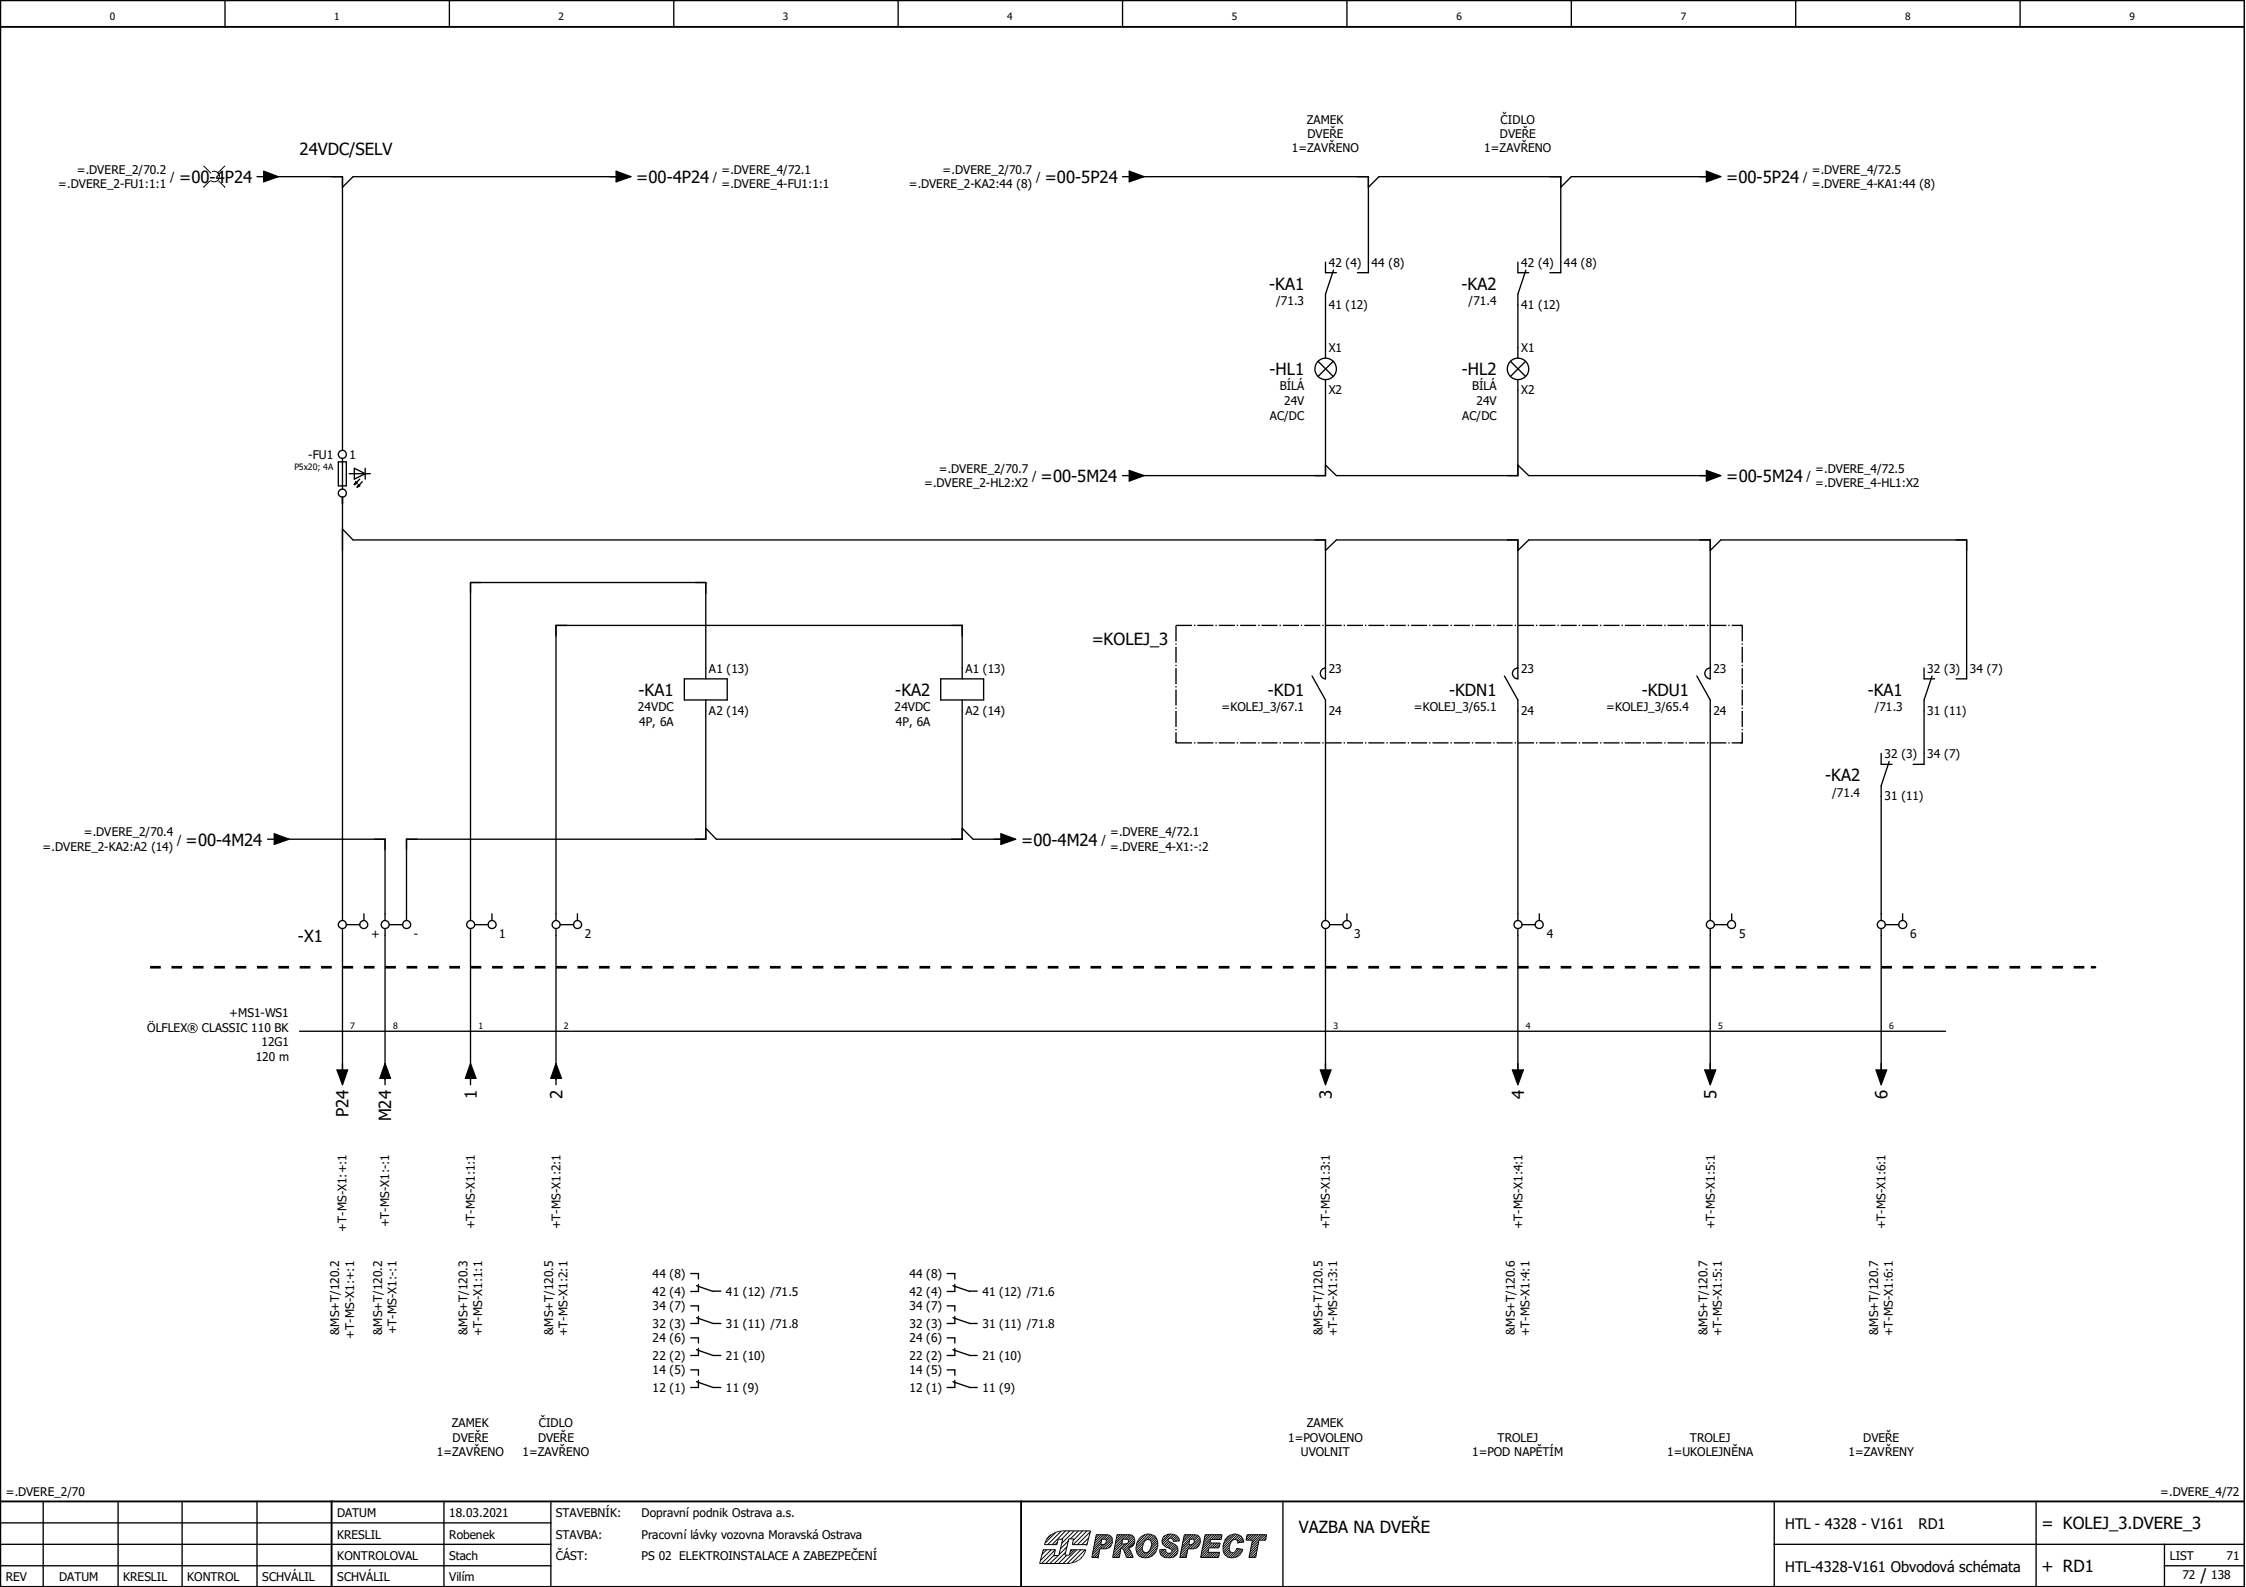 0 1 2 3 4 5 6 7 8 9
ZAMEK
DVEŘE
1=ZAVŘENO
ČIDLO
DVEŘE
1=ZAVŘENO
24VDC/SELV
=.DVERE_2/70.2
=.DVERE_2-FU1:1:1 / =00-4P24
=00-4P24 / =.DVERE_4/72.1
=.DVERE_4-FU1:1:1
=.DVERE_2/70.7
=.DVERE_2-KA2:44 (8) / =00-5P24
=00-5P24 / =.DVERE_4/72.5
=.DVERE_4-KA1:44 (8)
42 (4) 44 (8)
-KA1
/71.3
41 (12)
42 (4) 44 (8)
-KA2
/71.4
41 (12)
X1
-HL1
BÍLÁ
24V
AC/DC
X2
X1
-HL2
BÍLÁ
24V
AC/DC
X2
-FU1 1
P5x20; 4A
=.DVERE_2/70.7
=.DVERE_2-HL2:X2 / =00-5M24
=00-5M24 / =.DVERE_4/72.5
=.DVERE_4-HL1:X2
=KOLEJ_3
A1 (13)
-KA1
24VDC
4P, 6A
A2 (14)
A1 (13)
-KA2
24VDC
4P, 6A
A2 (14)
23
-KD1
=KOLEJ_3/67.1
24
23
-KDN1
=KOLEJ_3/65.1
24
23
-KDU1
=KOLEJ_3/65.4
24
32 (3) 34 (7)
-KA1
/71.3
31 (11)
32 (3) 34 (7)
-KA2
/71.4
31 (11)
=.DVERE_2/70.4
=.DVERE_2-KA2:A2 (14) / =00-4M24
=00-4M24 / =.DVERE_4/72.1
=.DVERE_4-X1:-:2
-X1 + - 1 2 3 4 5 6
+MS1-WS1
ÖLFLEX® CLASSIC 110 BK
12G1
120 m
7 8 1 2 3 4 5 6
P24 M24 1 2 3 4 5 6
+T-MS-X1:+:1
+T-MS-X1:-:1
+T-MS-X1:1:1
+T-MS-X1:2:1
+T-MS-X1:3:1
+T-MS-X1:4:1
+T-MS-X1:5:1
+T-MS-X1:6:1
&MS+T/120.2
+T-MS-X1:+:1
&MS+T/120.2
+T-MS-X1:-:1
&MS+T/120.3
+T-MS-X1:1:1
&MS+T/120.5
+T-MS-X1:2:1
&MS+T/120.5
+T-MS-X1:3:1
&MS+T/120.6
+T-MS-X1:4:1
&MS+T/120.7
+T-MS-X1:5:1
&MS+T/120.7
+T-MS-X1:6:1
44 (8)
42 (4) 41 (12) /71.5
34 (7)
32 (3) 31 (11) /71.8
24 (6)
22 (2) 21 (10)
14 (5)
12 (1) 11 (9)
44 (8)
42 (4) 41 (12) /71.6
34 (7)
32 (3) 31 (11) /71.8
24 (6)
22 (2) 21 (10)
14 (5)
12 (1) 11 (9)
ZAMEK
DVEŘE
1=ZAVŘENO
ČIDLO
DVEŘE
1=ZAVŘENO
ZAMEK
1=POVOLENO
UVOLNIT
TROLEJ
1=POD NAPĚTÍM
TROLEJ
1=UKOLEJNĚNA
DVEŘE
1=ZAVŘENY
=.DVERE_2/70
=.DVERE_4/72
DATUM 18.03.2021
KRESLIL Robenek
KONTROLOVAL Stach
REV DATUM KRESLIL KONTROL SCHVÁLIL SCHVÁLIL Vilím
STAVEBNÍK: Dopravní podnik Ostrava a.s.
STAVBA: Pracovní lávky vozovna Moravská Ostrava
ČÁST: PS 02 ELEKTROINSTALACE A ZABEZPEČENÍ
PROSPECT
VAZBA NA DVEŘE
HTL - 4328 - V161 RD1
HTL-4328-V161 Obvodová schémata
= KOLEJ_3.DVERE_3
+ RD1
LIST 71
72 / 138